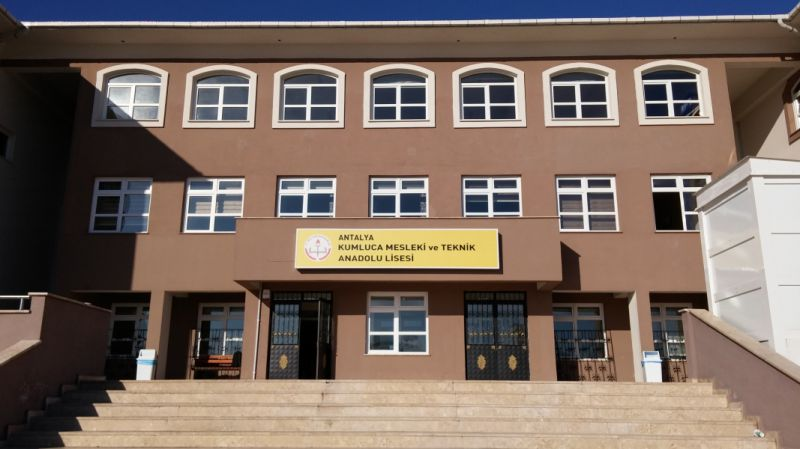 ANTALYA
KUMLUCA MESLEKİ ve TEKNİK
ANADOLU LİSESİ